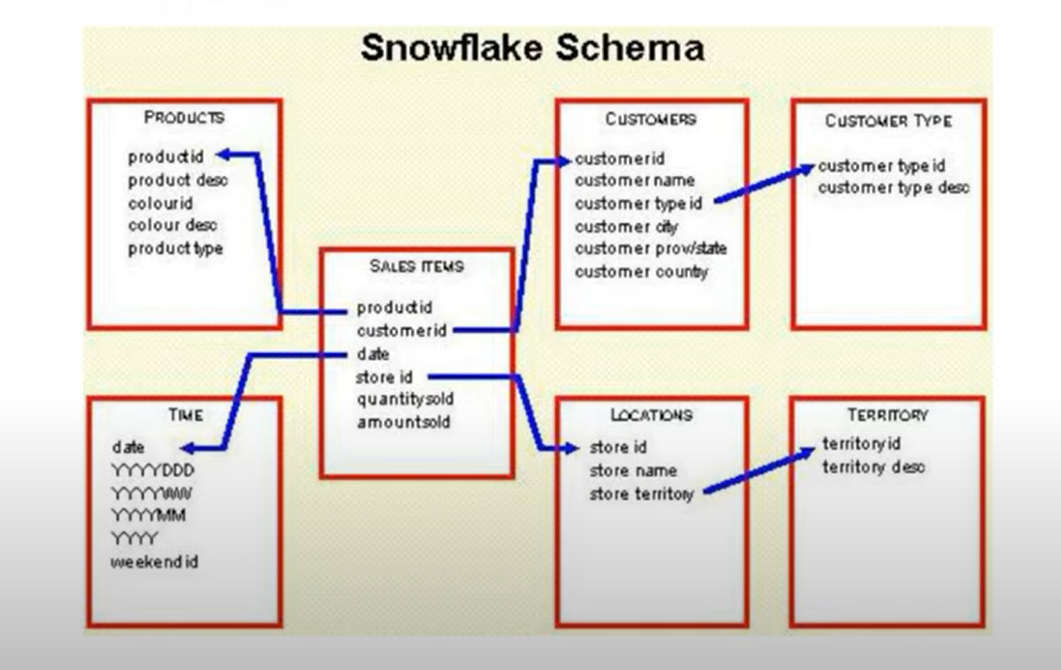 Snowflake Schema
PRODUCTS
productid
product desc
colourid
colour desc
product type
SALES ITEMS
productid
customerid
date
store id
quantitysold
amountsold
CUSTOMERS
customerid
customer name
customer type id
customer city
customer prov/state
customer country
CUSTOMER TYPE
customer type id
customer type desc
TIME
date
YYYYDDD
YYYYWW
YYYYMM
YYYY
weekend id
LOCATIONS
store id
store name
store territory
TERRITORY
territoryid
territory desc